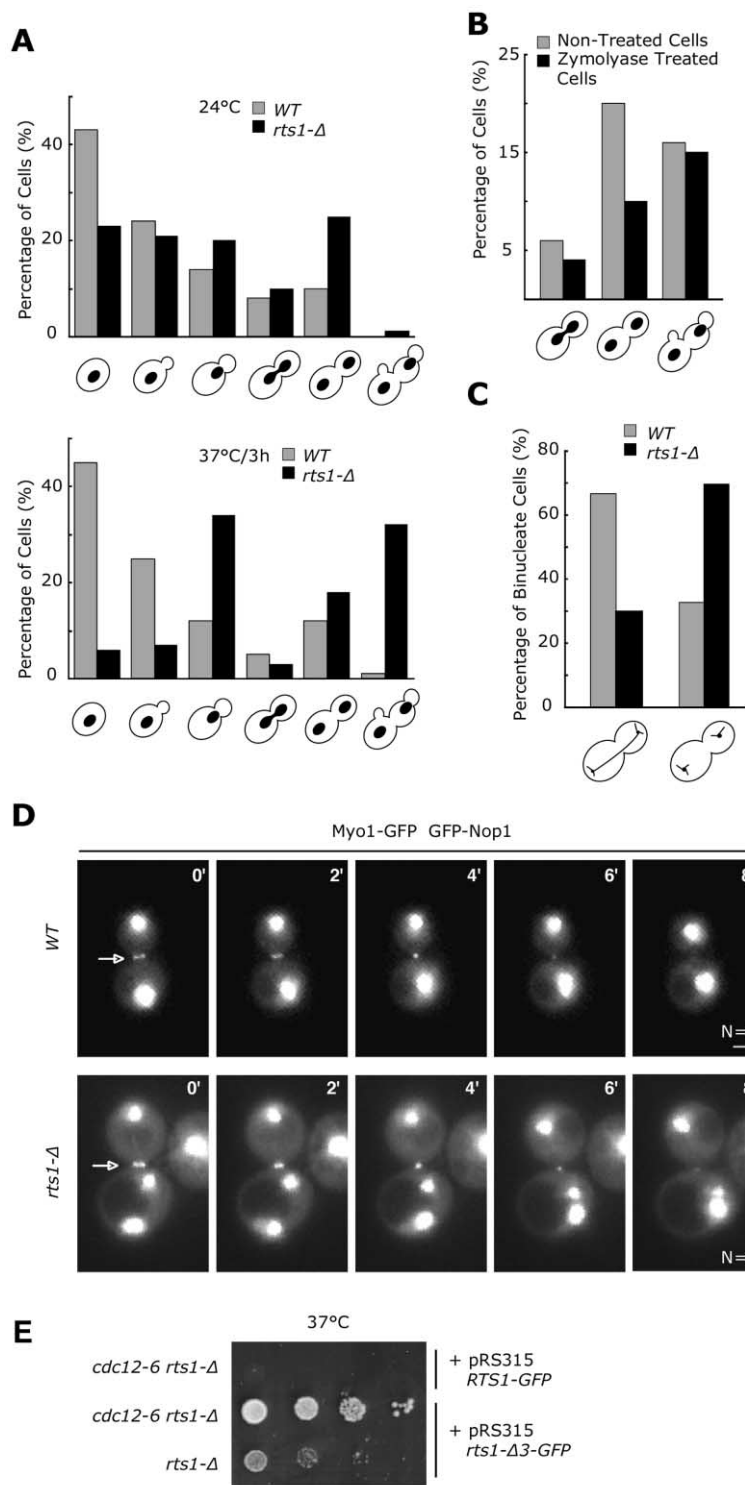 A
24°C
WT
rts1-Δ
Percentage of Cells (%)
40
20
0
37°C/3h
WT
rts1-Δ
Percentage of Cells (%)
40
20
0
B
Non-Treated Cells
Zymolyase Treated
Cells
Percentage of Cells (%)
25
15
5
C
WT
rts1-Δ
Percentage of Binucleate Cells (%)
80
60
40
20
0
D
Myo1-GFP GFP-Nop1
WT
0'
2'
4'
6'
N=
rts1-Δ
0'
2'
4'
6'
N=
E
37°C
cdc12-6 rts1-Δ
cdc12-6 rts1-Δ
rts1-Δ
+ pRS315
RTS1-GFP
+ pRS315
rts1-Δ3-GFP